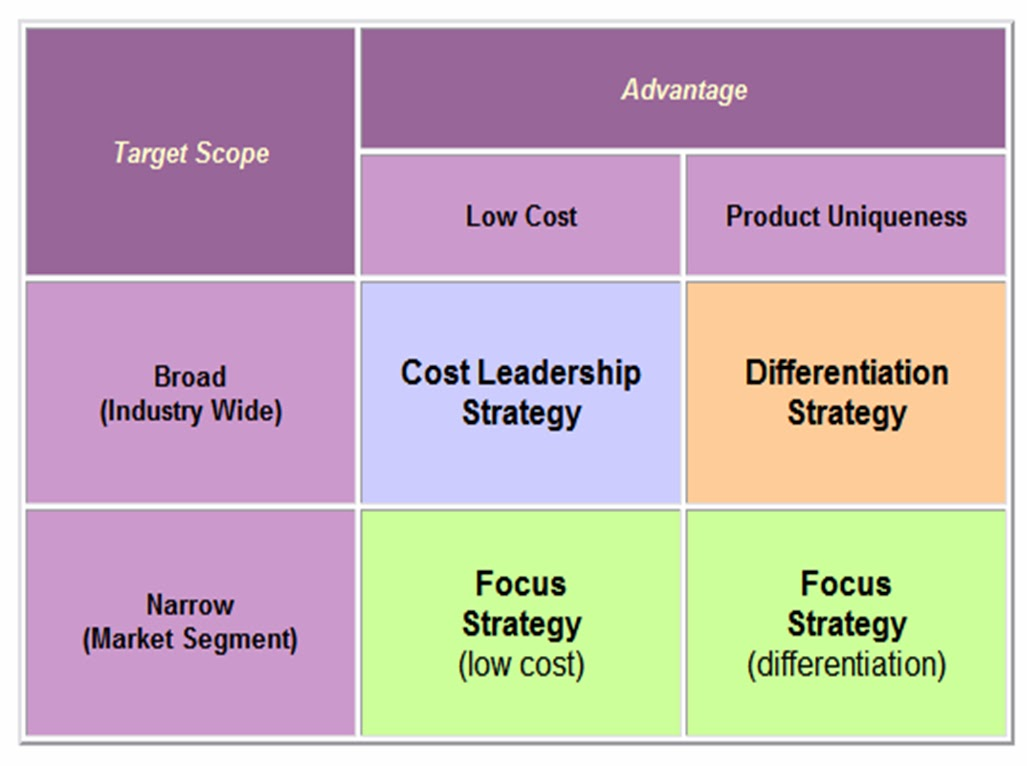 Target Scope
Advantage
Low Cost
Product Uniqueness
Broad
(Industry Wide)
Cost Leadership
Strategy
Differentiation
Strategy
Narrow
(Market Segment)
Focus
Strategy
(low cost)
Focus
Strategy
(differentiation)